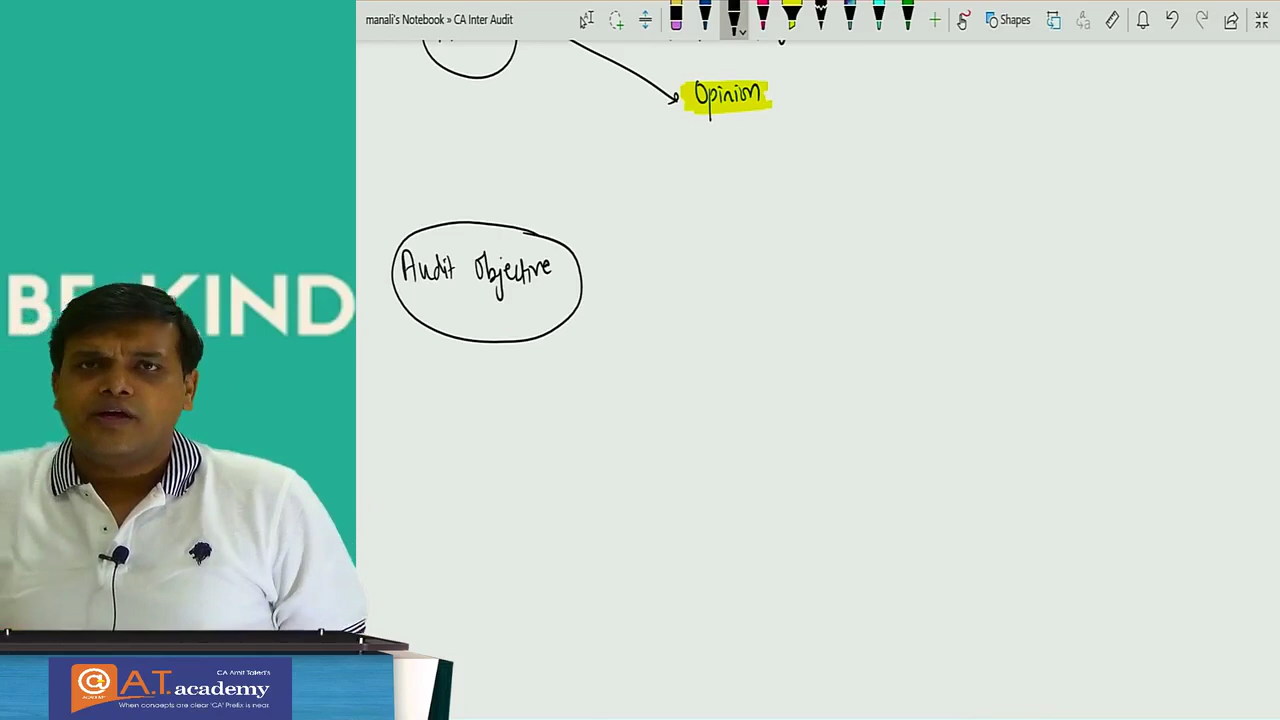 manali's Notebook » CA Inter Audit
Shapes
Opinion
Audit Objective
BE KIND
CA Amit Talad's
@A.T. academy
When concepts are clear 'CA' Prefix is near.